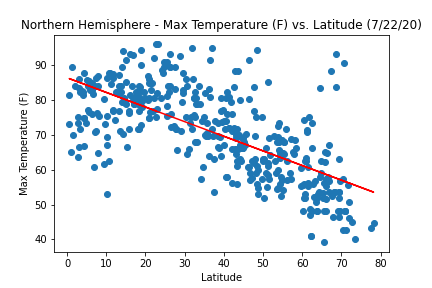 Northern Hemisphere - Max Temperature (F) vs. Latitude (7/22/20)
Max Temperature (F)
90
80
70
60
50
40
0 10 20 30 40 50 60 70 80
Latitude